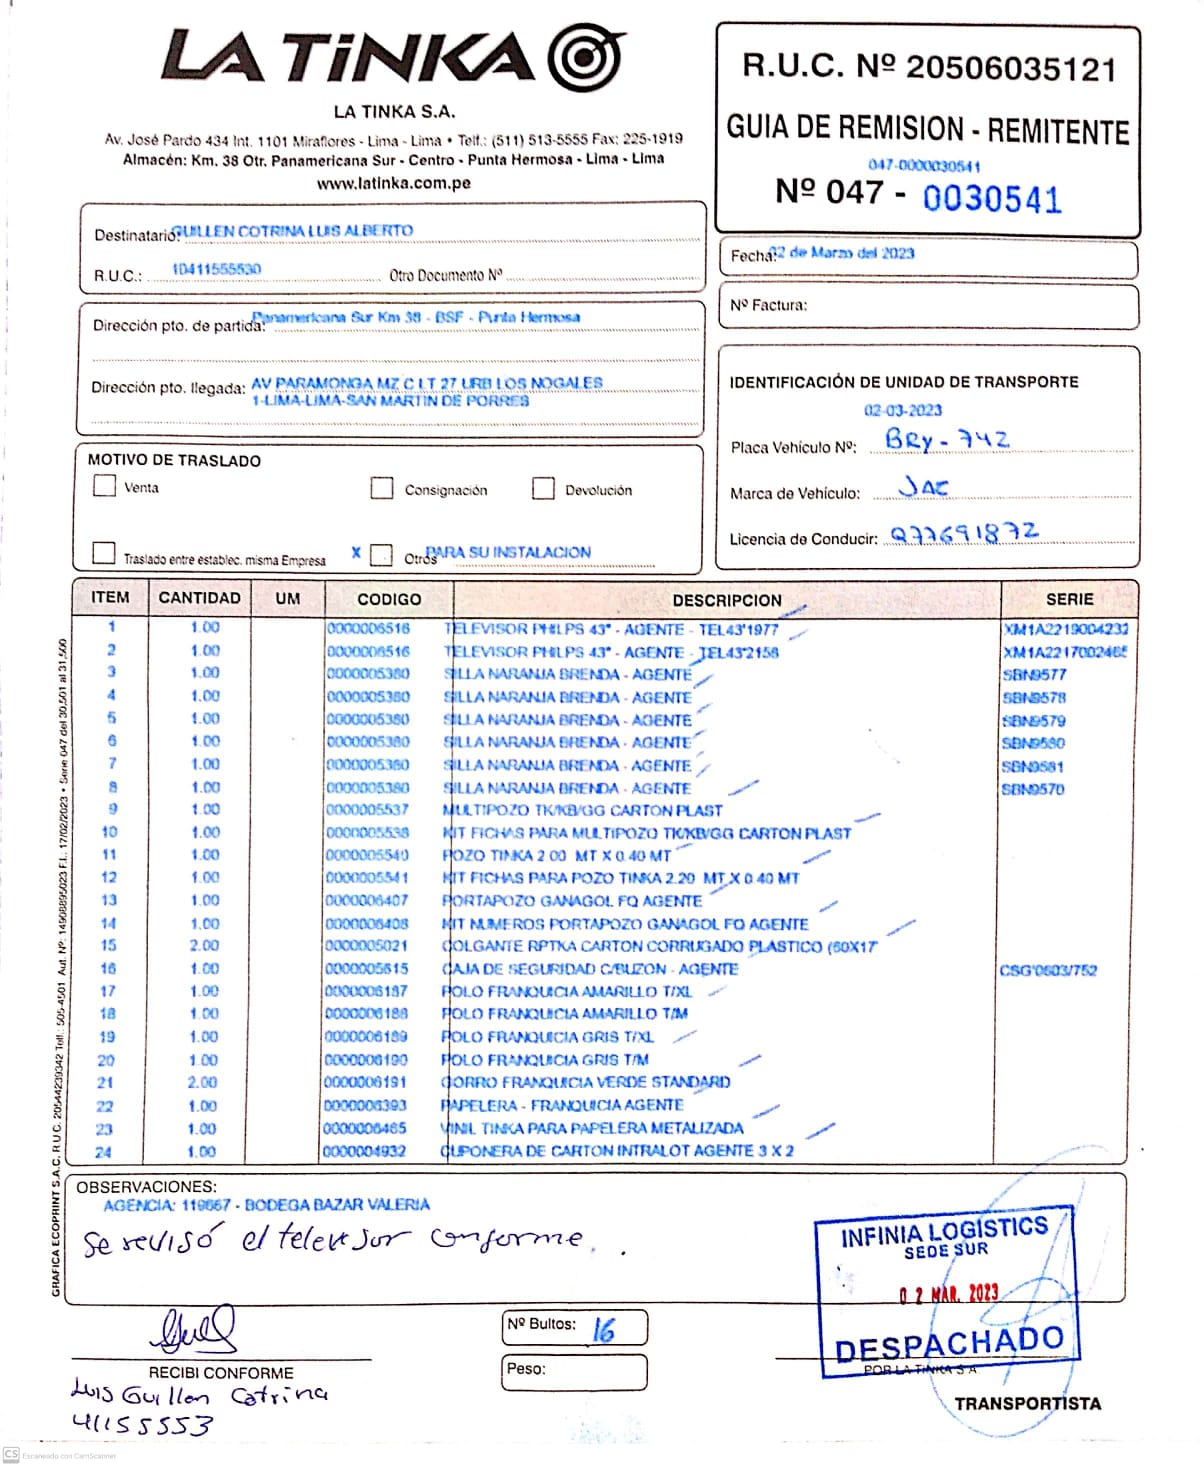 LA TiNKA
LA TINKA S.A.
Av. José Pardo 434 Int. 1101 Miraflores - Lima - Lima • Telf.: (511) 513-5555 Fax: 225-1919
Almacén: Km. 38 Otr. Panamericana Sur - Centro - Punta Hermosa - Lima - Lima
www.latinka.com.pe
R.U.C. Nº 20506035121
GUIA DE REMISION - REMITENTE
047-0000030541
Nº 047 - 0030541
Destinatario: GUILLEN COTRINA LUIS ALBERTO
R.U.C.: 10411555530 Otro Documento Nº
Fecha: 02 de Marzo del 2023
Nº Factura:
Dirección pto. de partida: Panamericana Sur Km 38 - BSF - Punta Hermosa
Dirección pto. llegada: AV PARAMONGA MZ C LT 27 URB LOS NOGALES
1-LIMA-LIMA-SAN MARTIN DE PORRES
IDENTIFICACIÓN DE UNIDAD DE TRANSPORTE
02-03-2023
Placa Vehículo Nº: BRY-742
Marca de Vehículo: JAC
Licencia de Conducir: Q77691872
MOTIVO DE TRASLADO
Venta Consignación Devolución
Traslado entre establec. misma Empresa X Otros PARA SU INSTALACION
ITEM CANTIDAD UM CODIGO DESCRIPCION SERIE
1 1.00 0000006516 TELEVISOR PHILPS 43" - AGENTE - TEL43'1977 XM1A2219004232
2 1.00 0000006516 TELEVISOR PHILPS 43" - AGENTE - TEL43'2158 XM1A2217002465
3 1.00 0000005380 SILLA NARANJA BRENDA - AGENTE SBN9577
4 1.00 0000005380 SILLA NARANJA BRENDA - AGENTE SBN9578
5 1.00 0000005380 SILLA NARANJA BRENDA - AGENTE SBN9579
6 1.00 0000005380 SILLA NARANJA BRENDA - AGENTE SBN9580
7 1.00 0000005380 SILLA NARANJA BRENDA - AGENTE SBN9581
8 1.00 0000005380 SILLA NARANJA BRENDA - AGENTE SBN9570
9 1.00 0000005537 MULTIPOZO TK/KB/GG CARTON PLAST
10 1.00 0000005538 KIT FICHAS PARA MULTIPOZO TK/KB/GG CARTON PLAST
11 1.00 0000005540 POZO TINKA 2.00 MT X 0.40 MT
12 1.00 0000005541 KIT FICHAS PARA POZO TINKA 2.20 MT X 0.40 MT
13 1.00 0000006407 PORTAPOZO GANAGOL FQ AGENTE
14 1.00 0000006408 KIT NUMEROS PORTAPOZO GANAGOL FQ AGENTE
15 2.00 0000005021 COLGANTE RPTKA CARTON CORRUGADO PLASTICO (60X17
16 1.00 0000005615 CAJA DE SEGURIDAD C/BUZON - AGENTE CSG'0603/752
17 1.00 0000006187 POLO FRANQUICIA AMARILLO T/XL
18 1.00 0000006188 POLO FRANQUICIA AMARILLO T/M
19 1.00 0000006189 POLO FRANQUICIA GRIS T/XL
20 1.00 0000006190 POLO FRANQUICIA GRIS T/M
21 2.00 0000006191 GORRO FRANQUICIA VERDE STANDARD
22 1.00 0000006393 PAPELERA - FRANQUICIA AGENTE
23 1.00 0000006465 VINIL TINKA PARA PAPELERA METALIZADA
24 1.00 0000004932 CUPONERA DE CARTON INTRALOT AGENTE 3 X 2
GRAFICA ECOPRINT S.A.C. R.U.C. 20544239342 Telf.: 505-4501 Aut. Nº: 14968895023 F.I.: 17/02/2023 • Serie 047 del 30,501 al 31,500
OBSERVACIONES:
AGENCIA: 119667 - BODEGA BAZAR VALERIA
Se revisó el televisor conforme.
INFINIA LOGISTICS
SEDE SUR
02 MAR. 2023
DESPACHADO
POR LA TINKA S.A.
TRANSPORTISTA
Nº Bultos: 16
Peso:
RECIBI CONFORME
Luis Guillen Cotrina
41155553
CS Escaneado con CamScanner